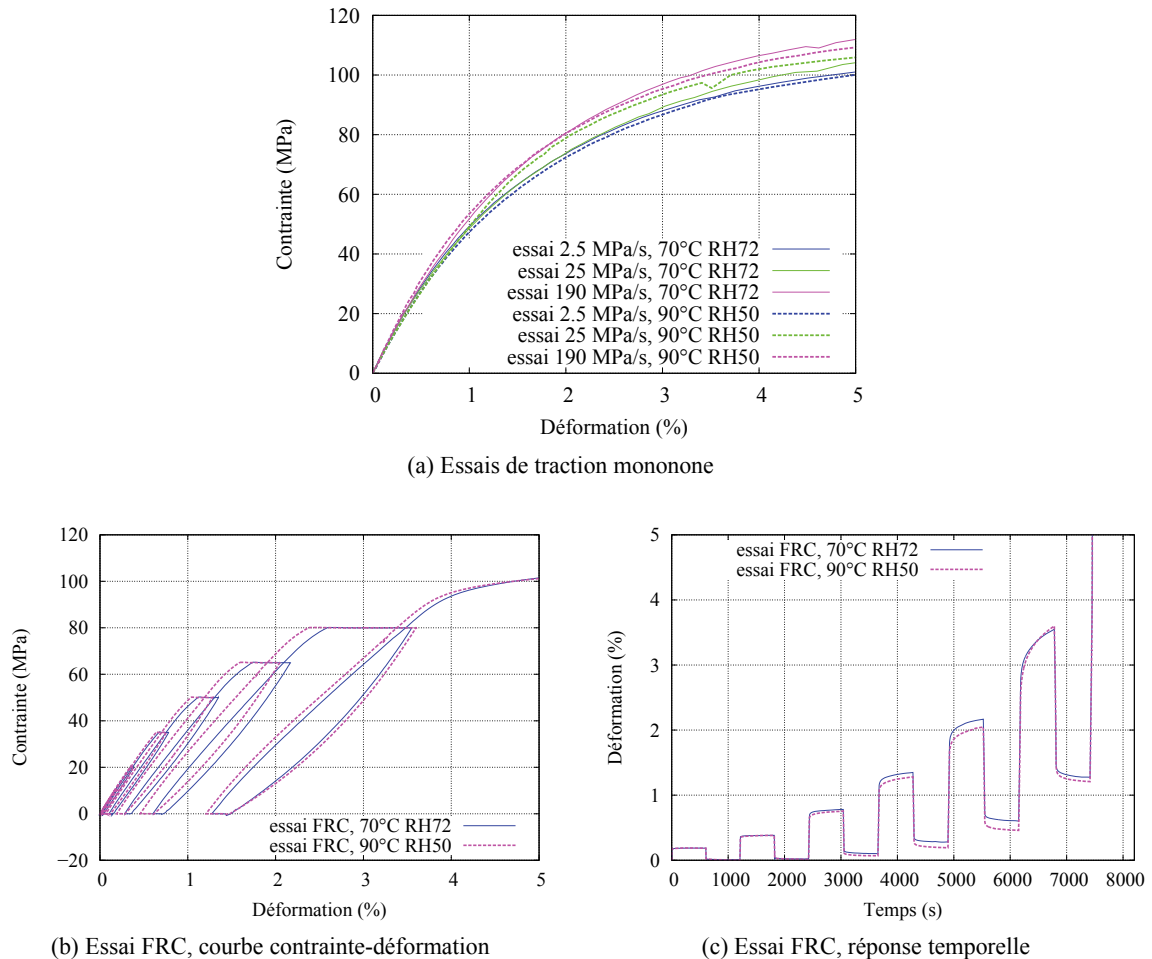 120
100
80
60
40
20
0
Contrainte (MPa)
essai 2.5 MPa/s, 70°C RH72
essai 25 MPa/s, 70°C RH72
essai 190 MPa/s, 70°C RH72
essai 2.5 MPa/s, 90°C RH50
essai 25 MPa/s, 90°C RH50
essai 190 MPa/s, 90°C RH50
0 1 2 3 4 5
Déformation (%)
(a) Essais de traction mononone
120
100
80
60
40
20
0
−20
Contrainte (MPa)
essai FRC, 70°C RH72
essai FRC, 90°C RH50
0 1 2 3 4 5
Déformation (%)
(b) Essai FRC, courbe contrainte-déformation
5
4
3
2
1
0
Déformation (%)
essai FRC, 70°C RH72
essai FRC, 90°C RH50
0 1000 2000 3000 4000 5000 6000 7000 8000
Temps (s)
(c) Essai FRC, réponse temporelle